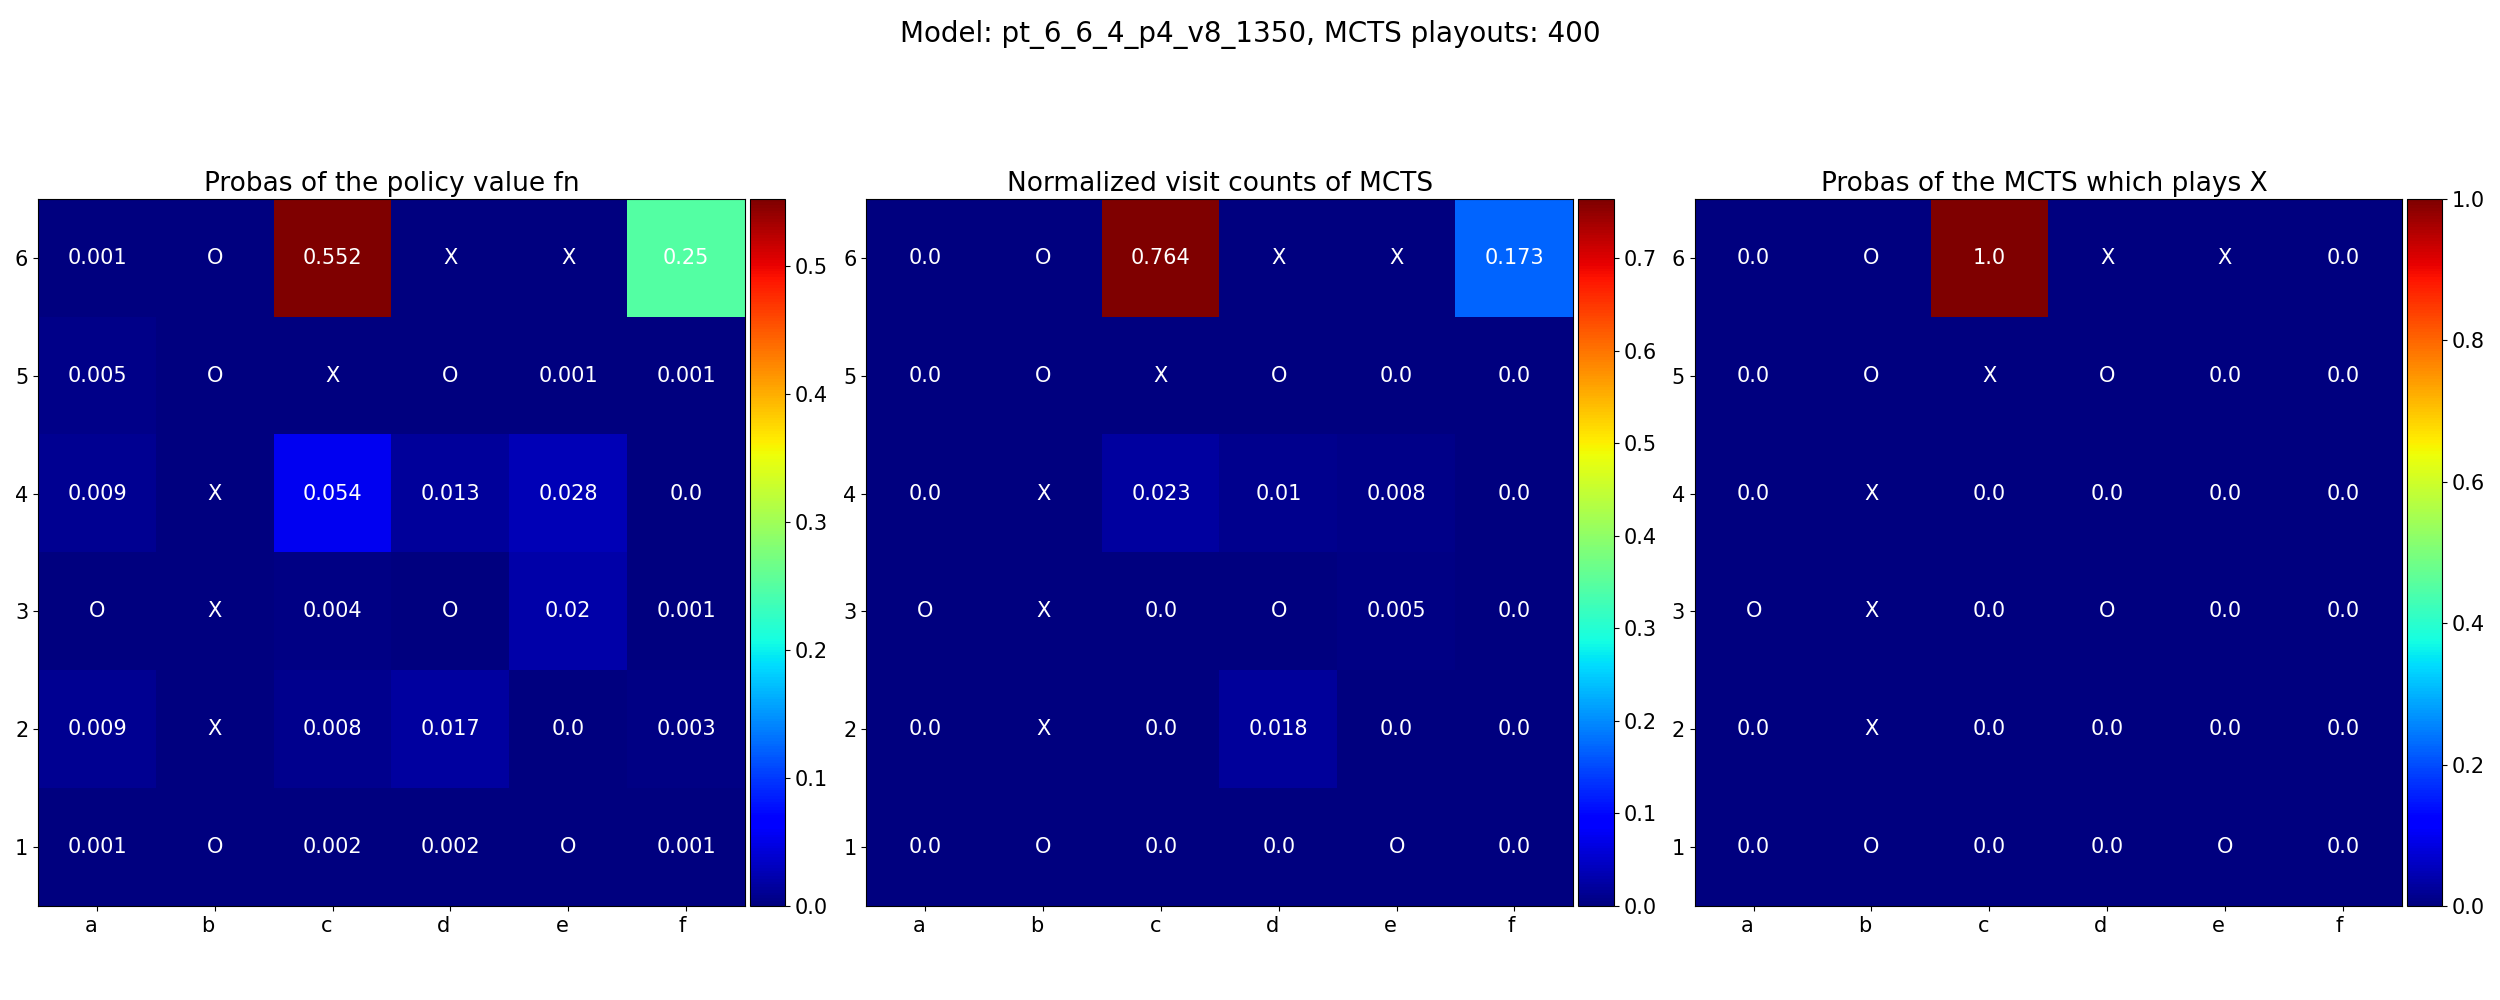 Model: pt_6_6_4_p4_v8_1350, MCTS playouts: 400
Probas of the policy value fn
6 0.001 O 0.552 X X 0.25
5 0.005 O X O 0.001 0.001
4 0.009 X 0.054 0.013 0.028 0.0
3 O X 0.004 O 0.02 0.001
2 0.009 X 0.008 0.017 0.0 0.003
1 0.001 O 0.002 0.002 O 0.001
a b c d e f
0.5
0.4
0.3
0.2
0.1
0.0
Normalized visit counts of MCTS
6 0.0 O 0.764 X X 0.173
5 0.0 O X O 0.0 0.0
4 0.0 X 0.023 0.01 0.008 0.0
3 O X 0.0 O 0.005 0.0
2 0.0 X 0.0 0.018 0.0 0.0
1 0.0 O 0.0 0.0 O 0.0
a b c d e f
0.7
0.6
0.5
0.4
0.3
0.2
0.1
0.0
Probas of the MCTS which plays X
6 0.0 O 1.0 X X 0.0
5 0.0 O X O 0.0 0.0
4 0.0 X 0.0 0.0 0.0 0.0
3 O X 0.0 O 0.0 0.0
2 0.0 X 0.0 0.0 0.0 0.0
1 0.0 O 0.0 0.0 O 0.0
a b c d e f
1.0
0.8
0.6
0.4
0.2
0.0